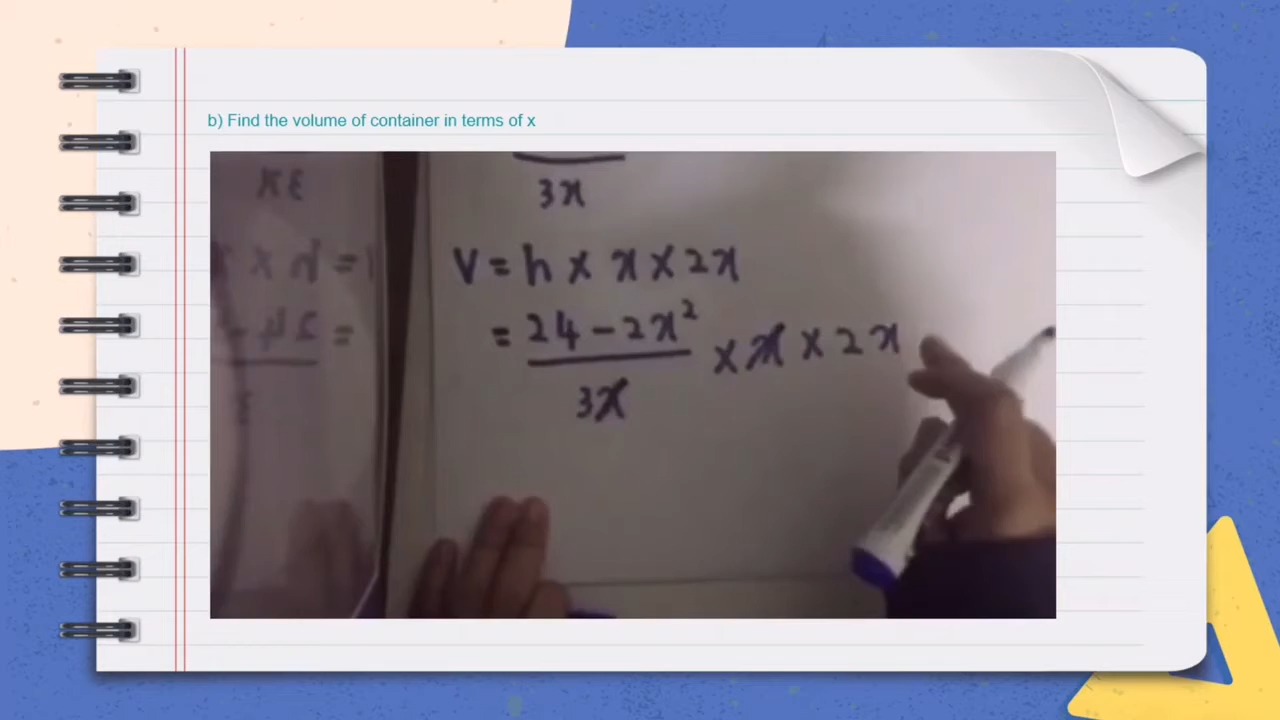 b) Find the volume of container in terms of x
3x
V = h × x × 2x
= 24 - 2x² / 3x × x × 2x